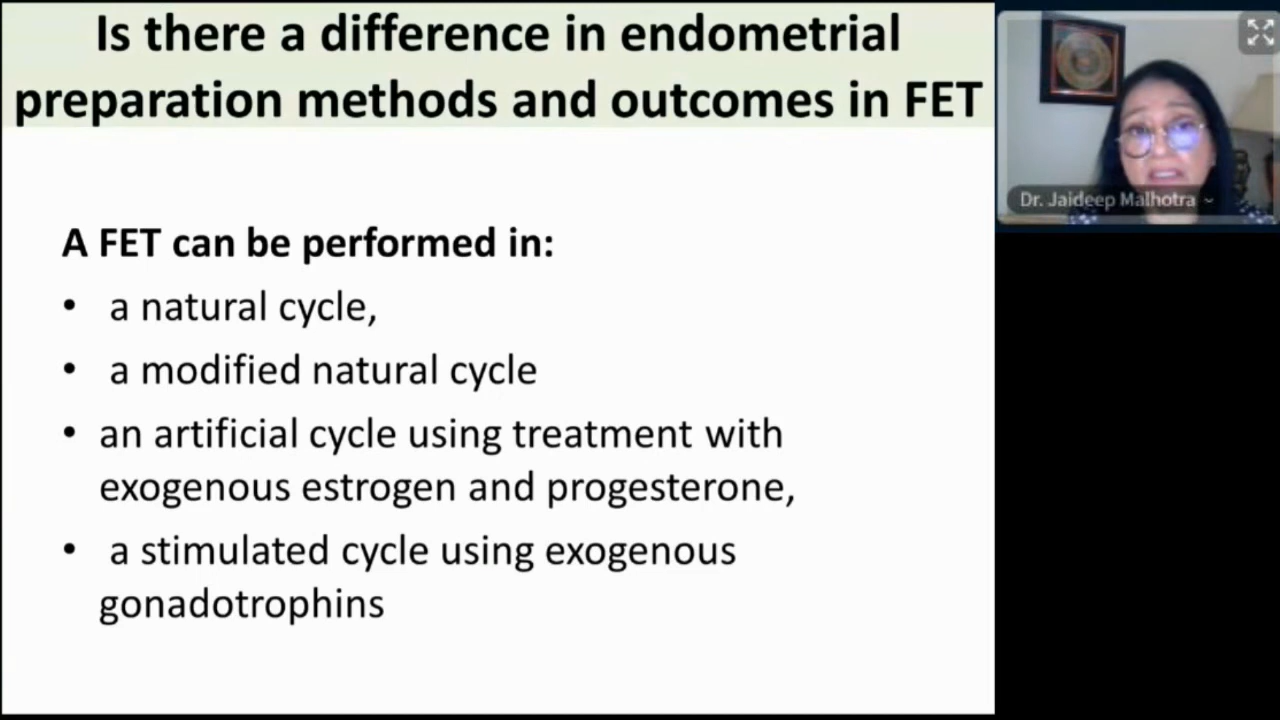 Is there a difference in endometrial
preparation methods and outcomes in FET
A FET can be performed in:
• a natural cycle,
• a modified natural cycle
• an artificial cycle using treatment with
exogenous estrogen and progesterone,
• a stimulated cycle using exogenous
gonadotrophins
Dr. Jaideep Malhotra